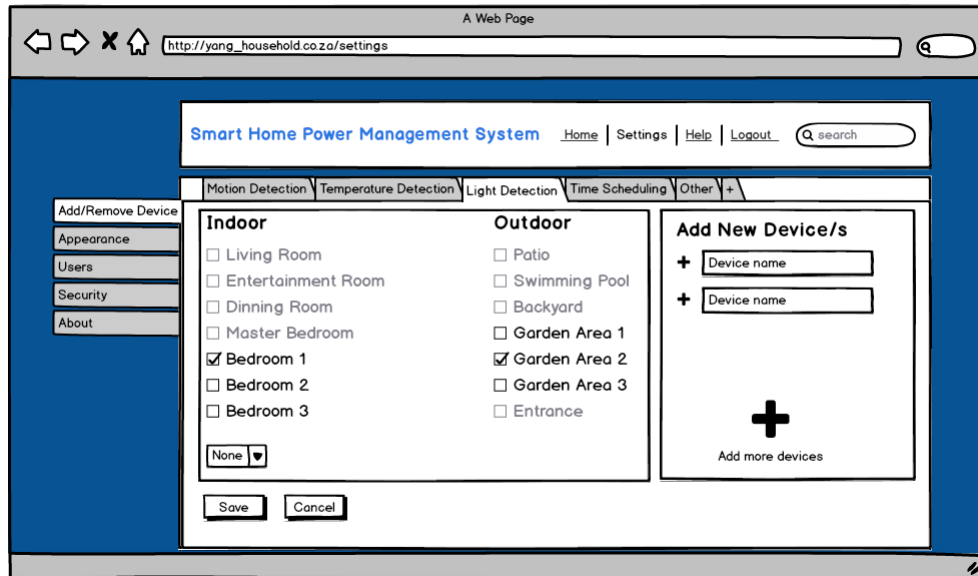 A Web Page
http://yang_household.co.za/settings
Smart Home Power Management System Home Settings Help Logout search
Motion Detection Temperature Detection Light Detection Time Scheduling Other +
Add/Remove Device
Appearance
Users
Security
About
Indoor
Living Room
Entertainment Room
Dinning Room
Master Bedroom
Bedroom 1
Bedroom 2
Bedroom 3
None
Outdoor
Patio
Swimming Pool
Backyard
Garden Area 1
Garden Area 2
Garden Area 3
Entrance
Add New Device/s
Device name
Device name
Add more devices
Save Cancel